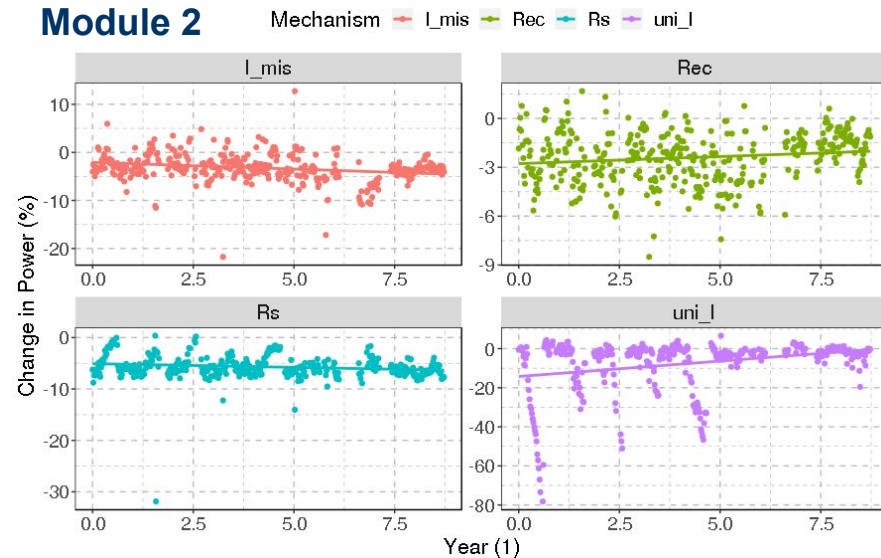 Module 2
Mechanism I_mis Rec Rs uni_I
I_mis
Rec
10
0
-10
-20
0
-3
-6
-9
0.0 2.5 5.0 7.5
0.0 2.5 5.0 7.5
Change in Power (%)
Rs
uni_I
0
-10
-20
-30
0
-20
-40
-60
-80
0.0 2.5 5.0 7.5
0.0 2.5 5.0 7.5
Year (1)